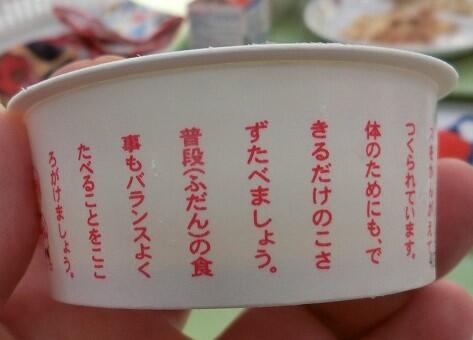 つくられています。
体のためにも、で
きるだけのこさ
ずたべましょう。
普段(ふだん)の食
事もバランスよく
たべることをここ
ろがけましょう。